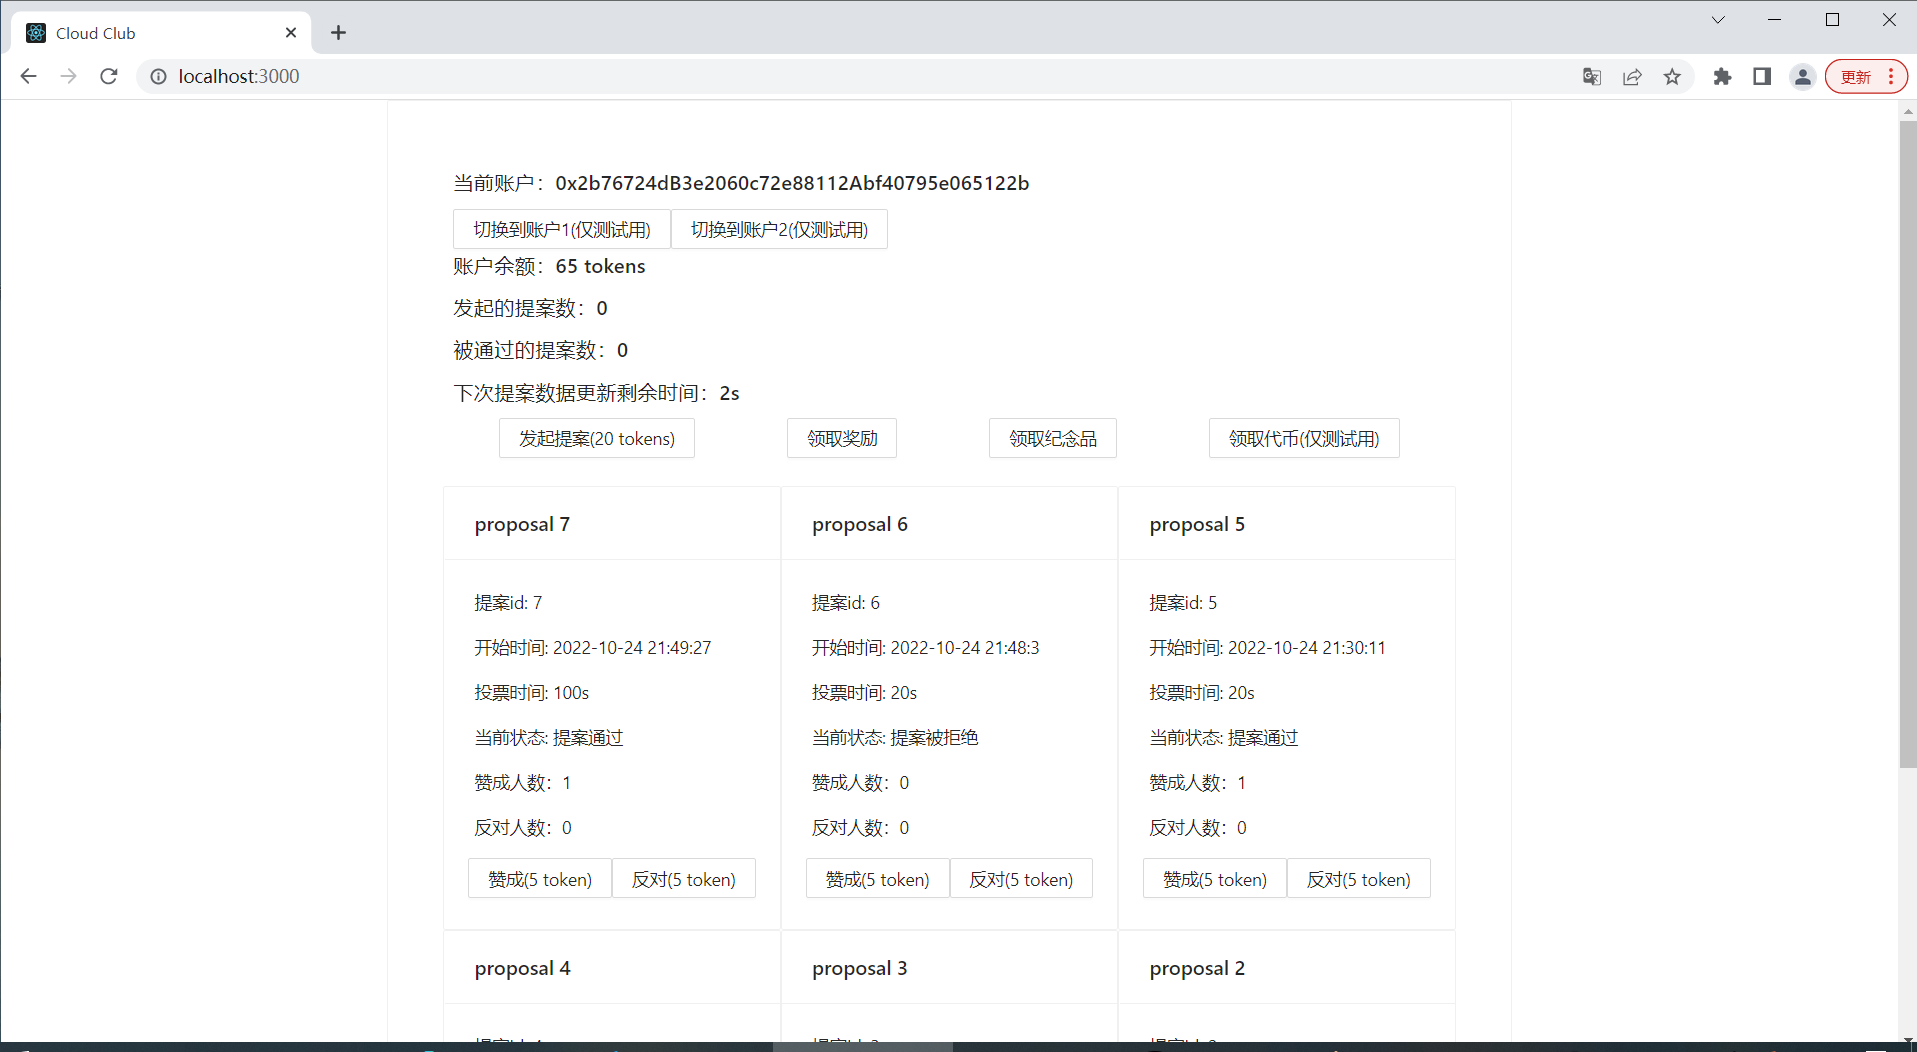 Cloud Club
localhost:3000
更新
当前账户：0x2b76724dB3e2060c72e88112Abf40795e065122b
切换到账户1(仅测试用) 切换到账户2(仅测试用)
账户余额：65 tokens
发起的提案数：0
被通过的提案数：0
下次提案数据更新剩余时间：2s
发起提案(20 tokens) 领取奖励 领取纪念品 领取代币(仅测试用)
proposal 7
提案id: 7
开始时间: 2022-10-24 21:49:27
投票时间: 100s
当前状态: 提案通过
赞成人数：1
反对人数：0
赞成(5 token) 反对(5 token)
proposal 6
提案id: 6
开始时间: 2022-10-24 21:48:3
投票时间: 20s
当前状态: 提案被拒绝
赞成人数：0
反对人数：0
赞成(5 token) 反对(5 token)
proposal 5
提案id: 5
开始时间: 2022-10-24 21:30:11
投票时间: 20s
当前状态: 提案通过
赞成人数：1
反对人数：0
赞成(5 token) 反对(5 token)
proposal 4
proposal 3
proposal 2